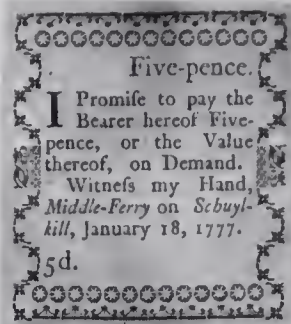 Five-pence.
I Promiſe to pay the
Bearer hereof Five-
pence, or the Value
thereof, on Demand.
Witneſs my Hand,
Middle-Ferry on Schuyl-
kill, January 18, 1777.
5d.